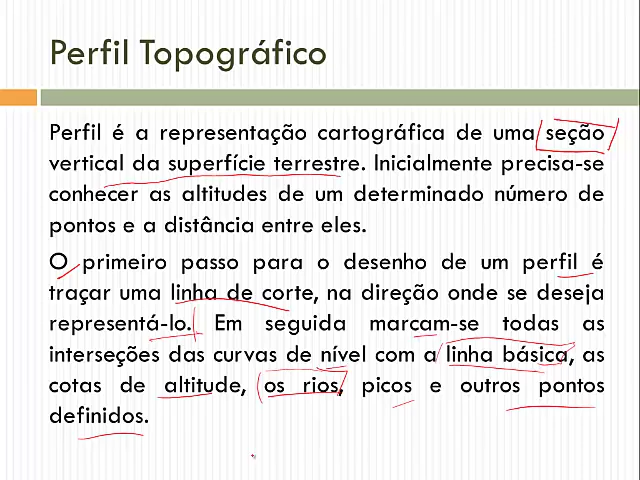 Perfil Topográfico
Perfil é a representação cartográfica de uma seção
vertical da superfície terrestre. Inicialmente precisa-se
conhecer as altitudes de um determinado número de
pontos e a distância entre eles.
O primeiro passo para o desenho de um perfil é
traçar uma linha de corte, na direção onde se deseja
representá-lo. Em seguida marcam-se todas as
interseções das curvas de nível com a linha básica, as
cotas de altitude, os rios, picos e outros pontos
definidos.